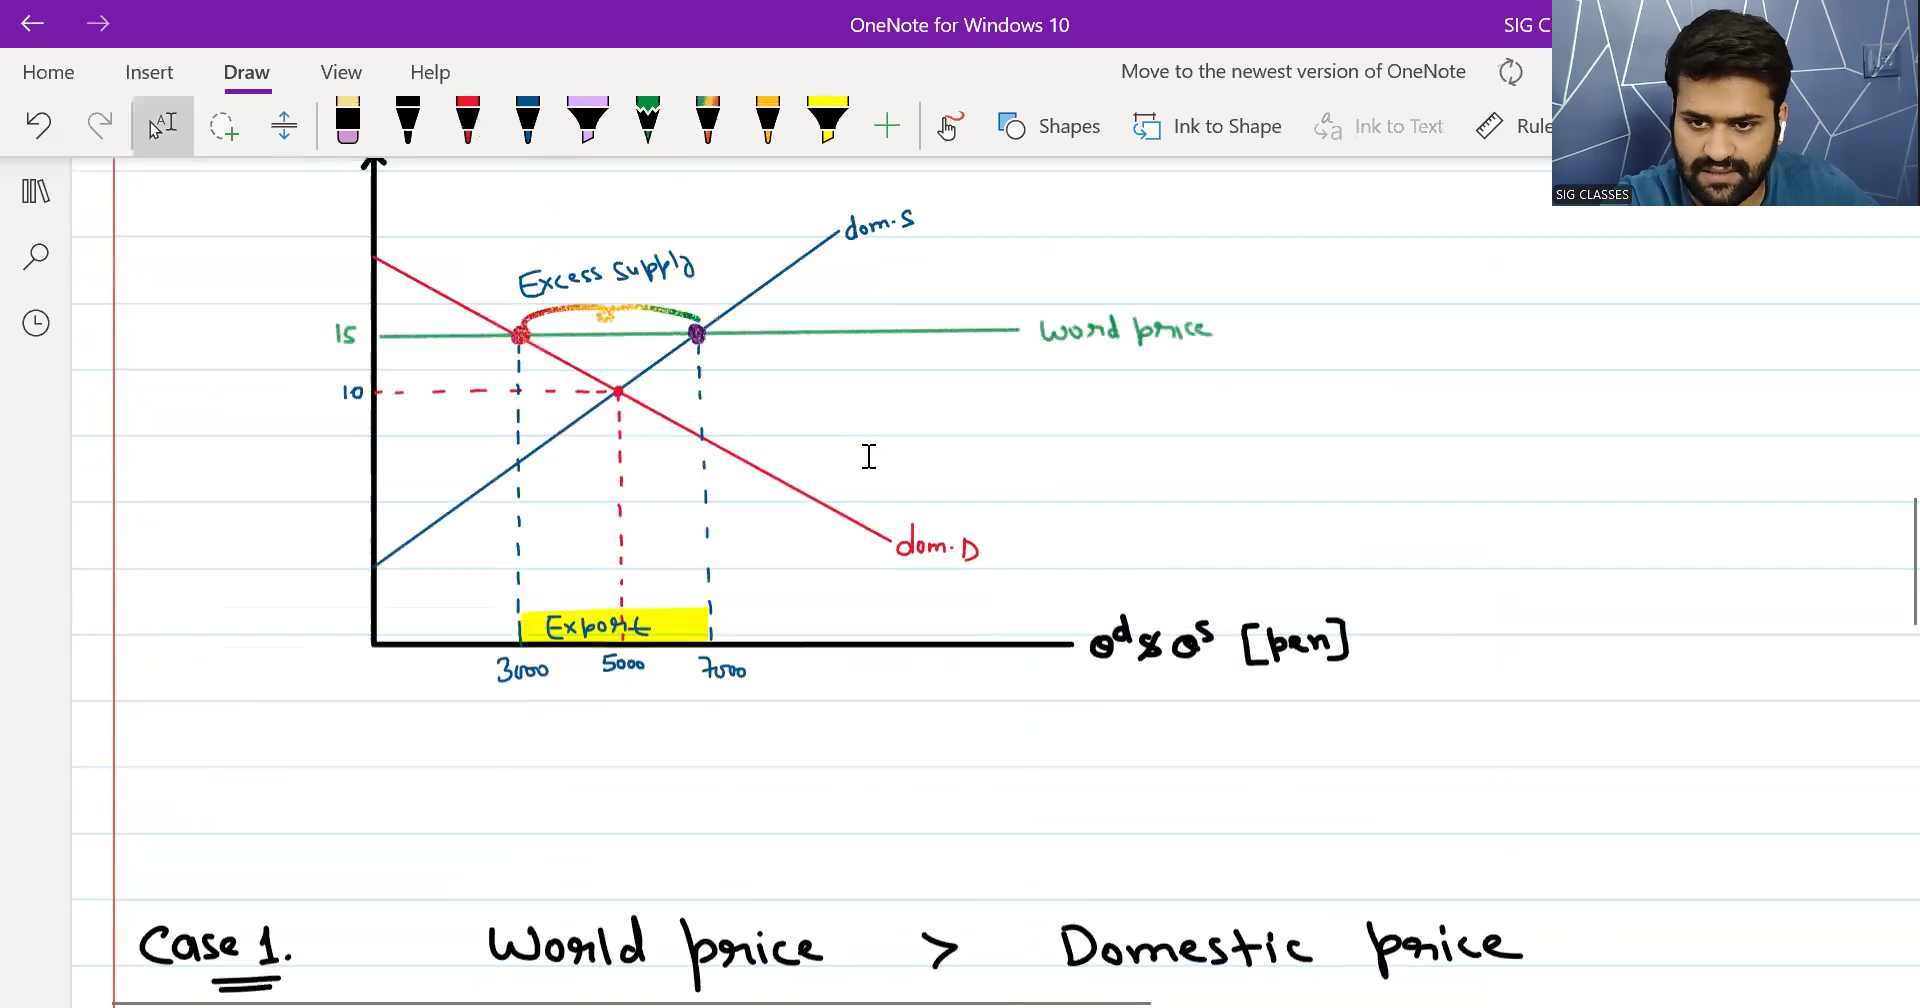 OneNote for Windows 10
SIG C
Home Insert Draw View Help
Move to the newest version of OneNote
Shapes Ink to Shape Ink to Text Rule
SIG CLASSES
dom. S
Excess supply
15
Word price
10
dom. D
Export
3000 5000 7000
Qd & Qs [pen]
Case 1. World price > Domestic price